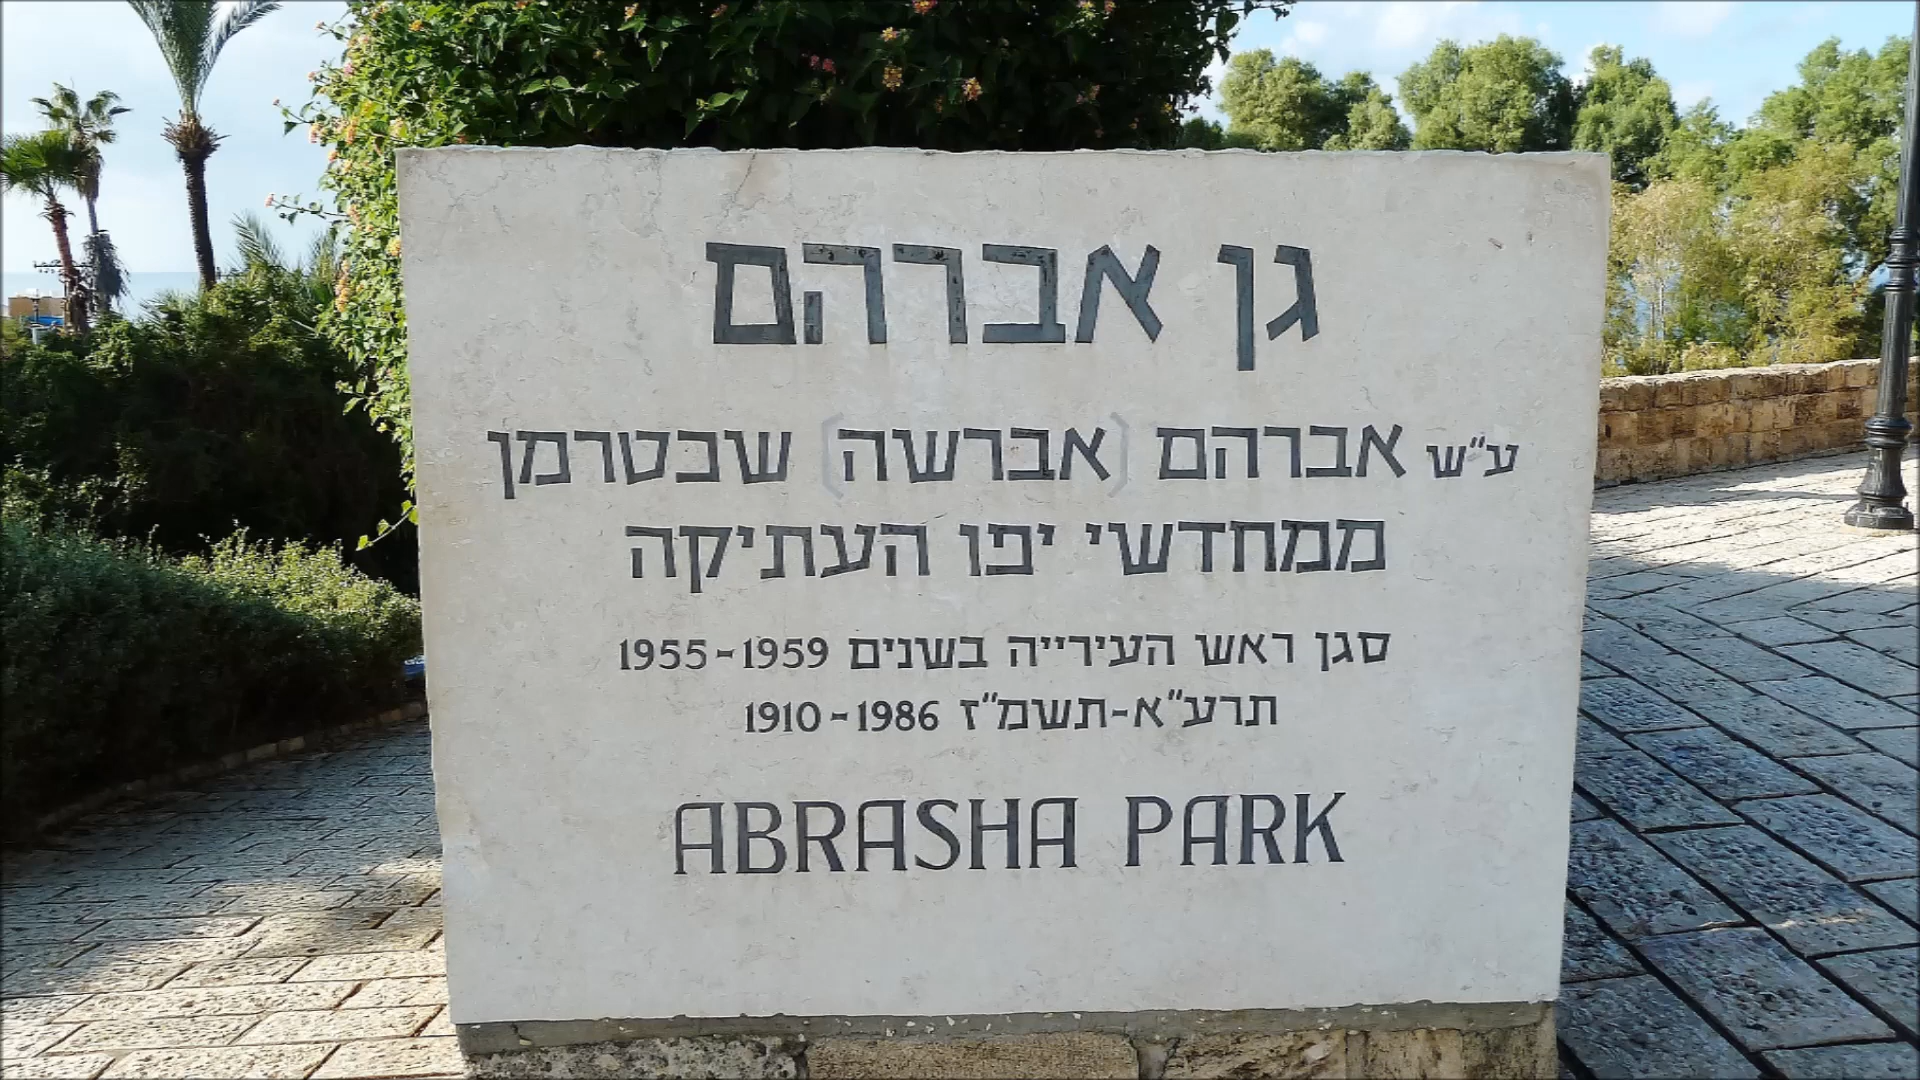 גן אברהם
ע"ש אברהם (אברשה) שכטרמן
ממחדשי יפו העתיקה
סגן ראש העירייה בשנים 1955-1959
תרע"א-תשמ"ז 1910-1986
ABRASHA PARK